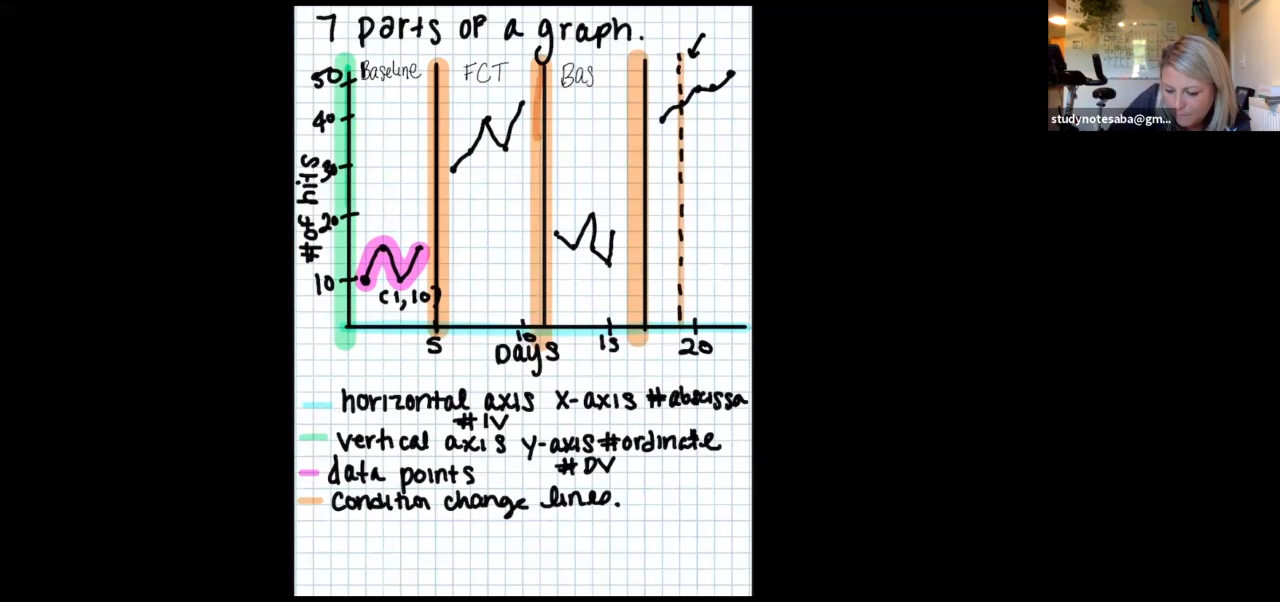 7 parts of a graph.
Baseline FCT Bas
50
40
30
20
10
# of hits
(1, 10)
5 10 15 20
Days
horizontal axis x-axis #abscissa
#IV
vertical axis y-axis #ordinate
#DV
data points
condition change lines.
studynotesaba@gm...